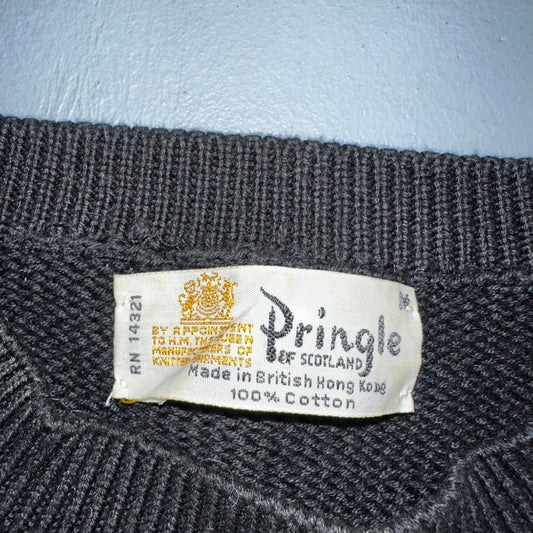 RN 14321
BY APPOINTMENT
TO H.M. THE QUEEN
MANUFACTURERS OF
KNITTED GARMENTS
Pringle
OF SCOTLAND
Made in British Hong Kong
100% Cotton